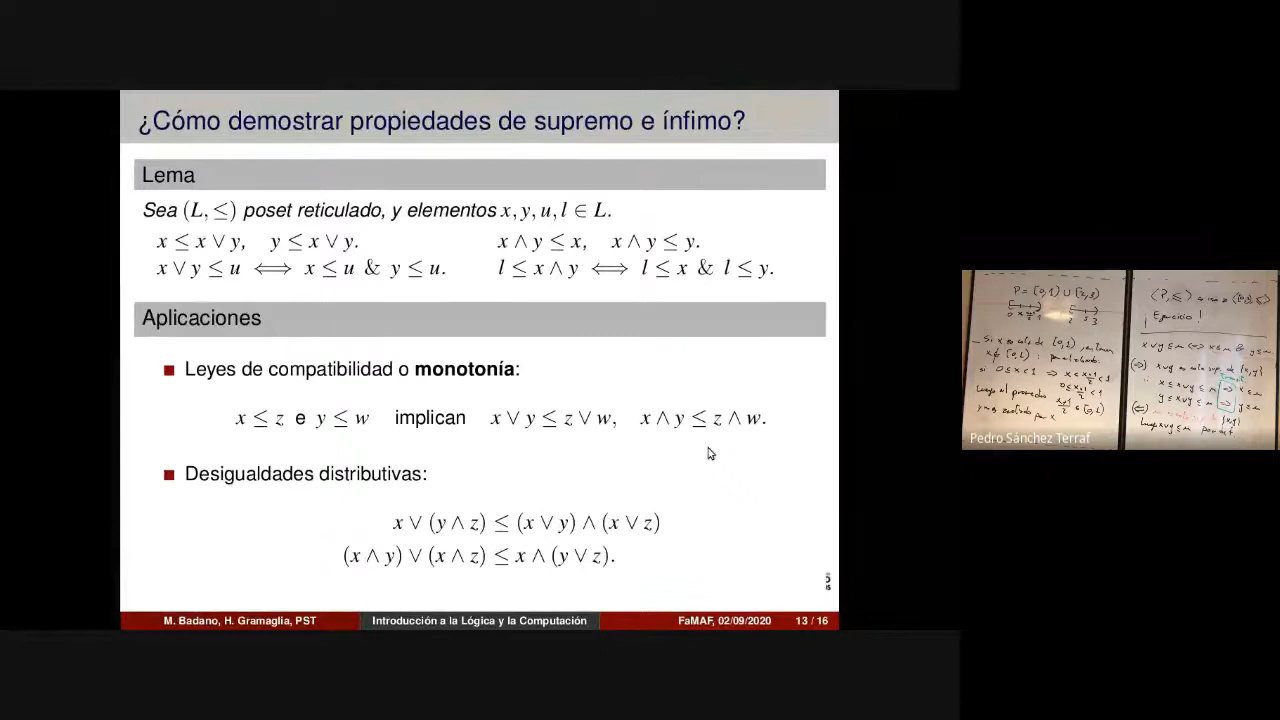 ¿Cómo demostrar propiedades de supremo e ínfimo?
Lema
Sea (L, ≤) poset reticulado, y elementos x, y, u, l ∈ L.
x ≤ x ∨ y, y ≤ x ∨ y. x ∧ y ≤ x, x ∧ y ≤ y.
x ∨ y ≤ u ⟺ x ≤ u & y ≤ u. l ≤ x ∧ y ⟺ l ≤ x & l ≤ y.
Aplicaciones
Leyes de compatibilidad o monotonía:
x ≤ z e y ≤ w implican x ∨ y ≤ z ∨ w, x ∧ y ≤ z ∧ w.
Desigualdades distributivas:
x ∨ (y ∧ z) ≤ (x ∨ y) ∧ (x ∨ z)
(x ∧ y) ∨ (x ∧ z) ≤ x ∧ (y ∨ z).
M. Badano, H. Gramaglia, PST Introducción a la Lógica y la Computación FaMAF, 02/09/2020 13 / 16
P = [0,1) ∪ [2,3)
Pedro Sánchez Terraf
¡Ejercicio!
x ∨ y ≤ u ⟺ x ≤ u & y ≤ u